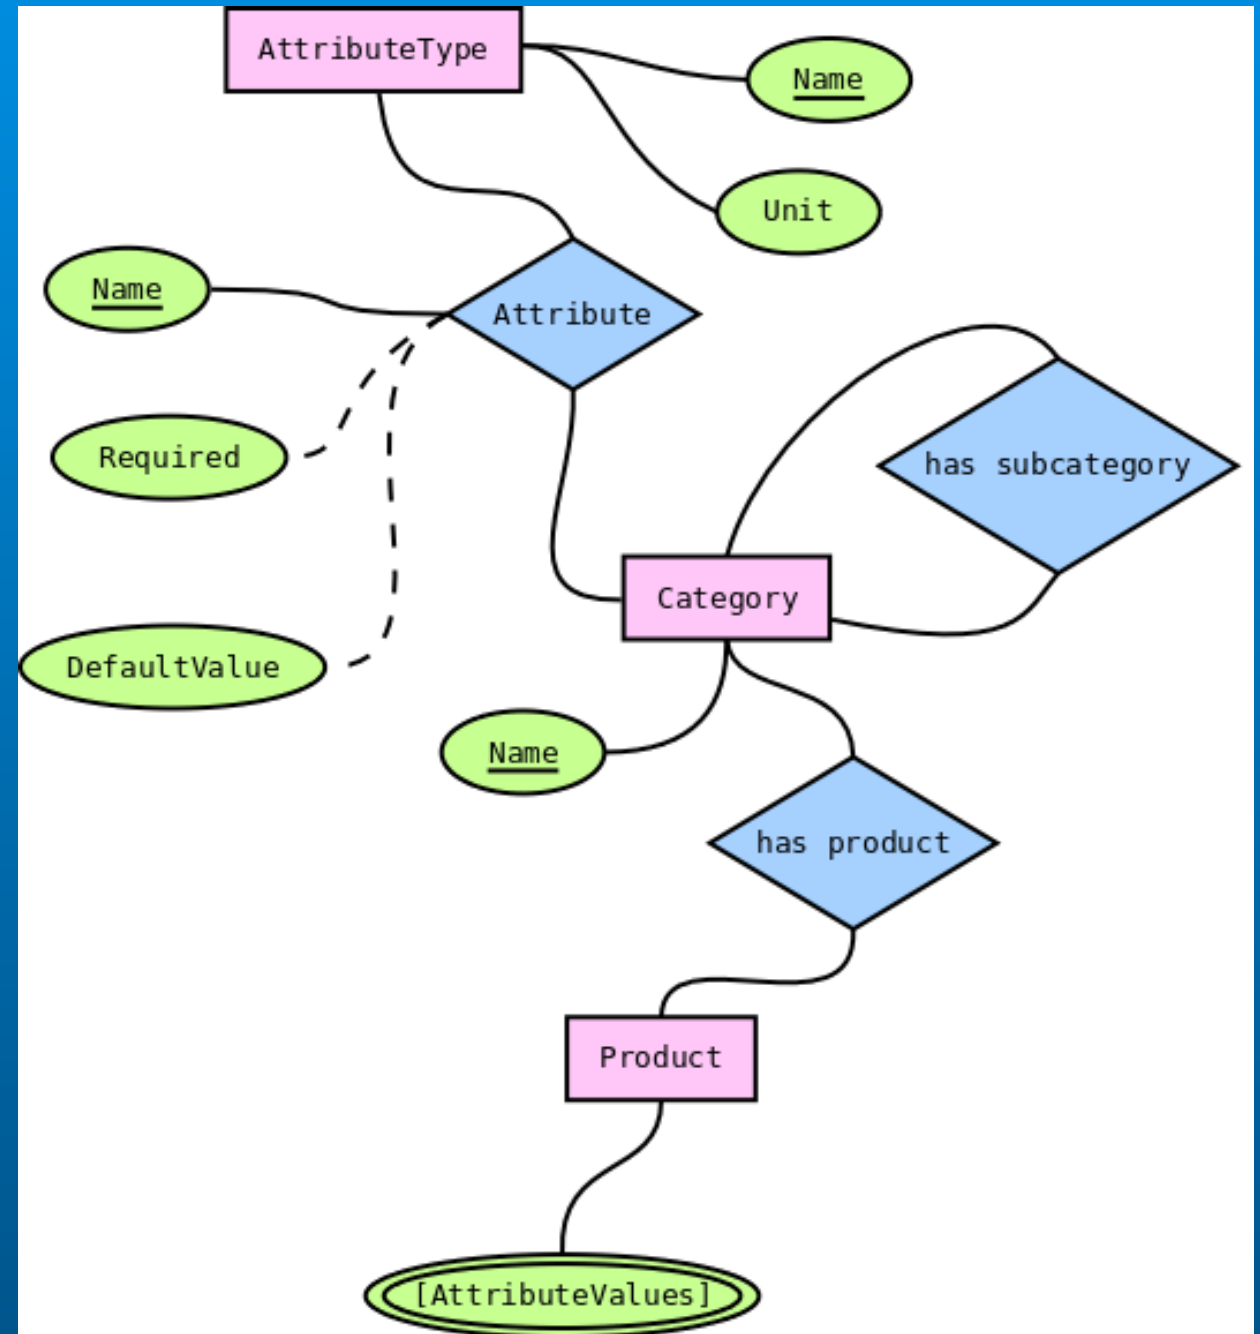 AttributeType
Name
Unit
Name
Attribute
Required
has subcategory
Category
DefaultValue
Name
has product
Product
[AttributeValues]